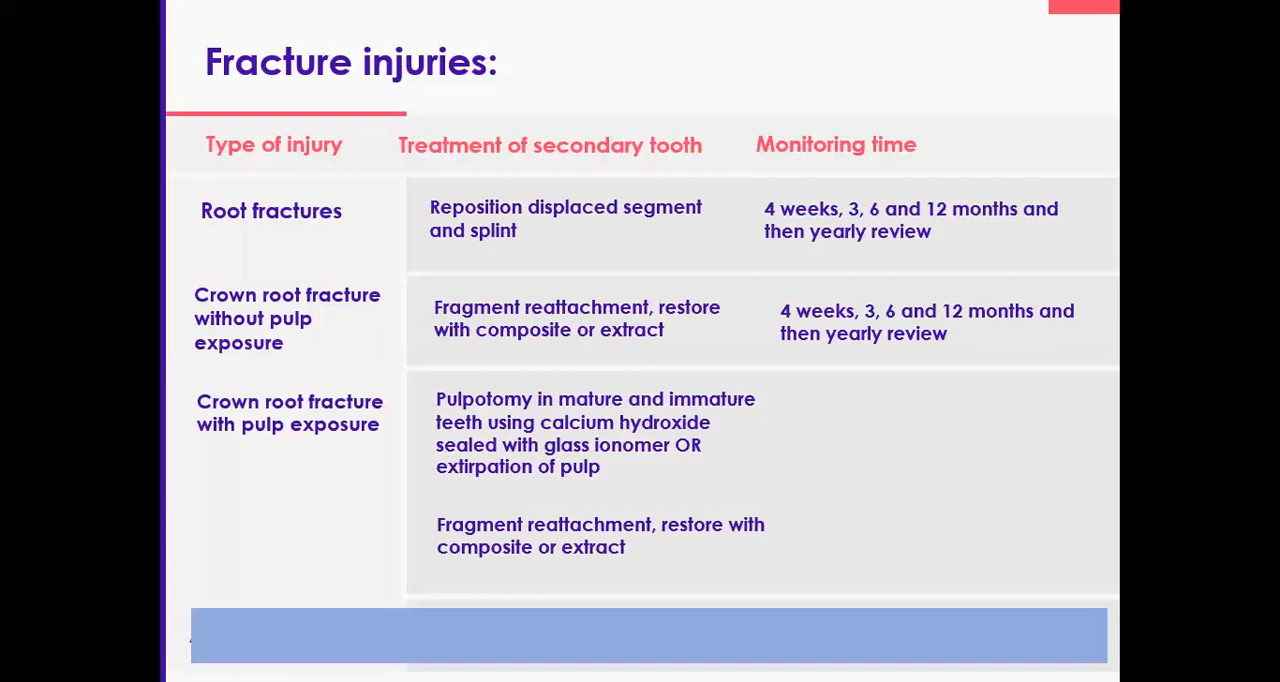 Fracture injuries:
Type of injury
Treatment of secondary tooth
Monitoring time
Root fractures
Reposition displaced segment
and splint
4 weeks, 3, 6 and 12 months and
then yearly review
Crown root fracture
without pulp
exposure
Fragment reattachment, restore
with composite or extract
4 weeks, 3, 6 and 12 months and
then yearly review
Crown root fracture
with pulp exposure
Pulpotomy in mature and immature
teeth using calcium hydroxide
sealed with glass ionomer OR
extirpation of pulp
Fragment reattachment, restore with
composite or extract